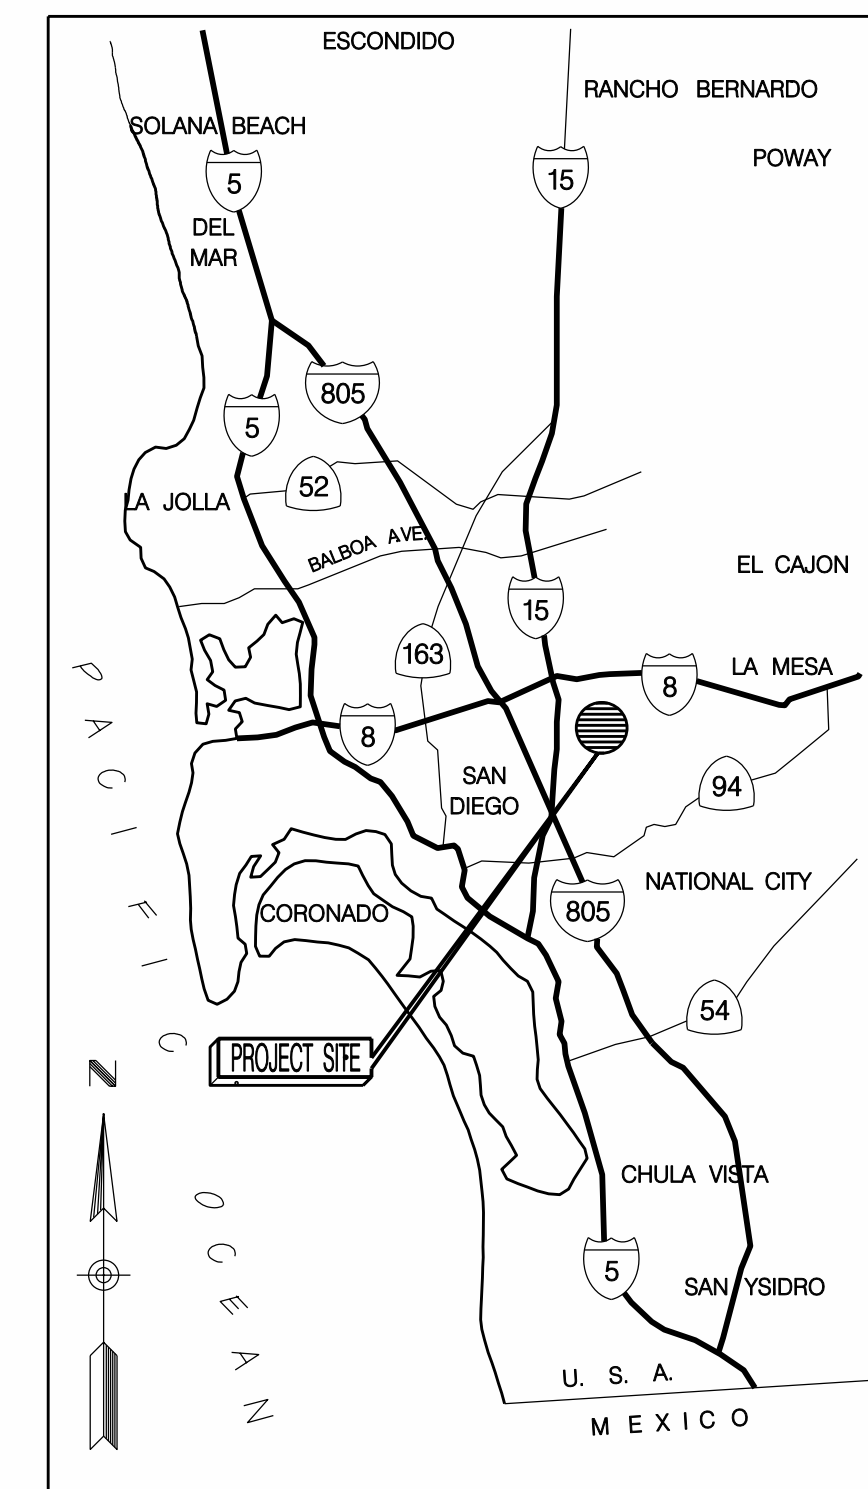 ESCONDIDO
RANCHO BERNARDO
SOLANA BEACH
POWAY
5
15
DEL
MAR
805
5
52
LA JOLLA
BALBOA AVE.
EL CAJON
15
163
LA MESA
8
8
SAN
DIEGO
94
NATIONAL CITY
805
CORONADO
54
PROJECT SITE
N
PACIFIC
OCEAN
CHULA VISTA
5
SAN YSIDRO
U. S. A.
MEXICO